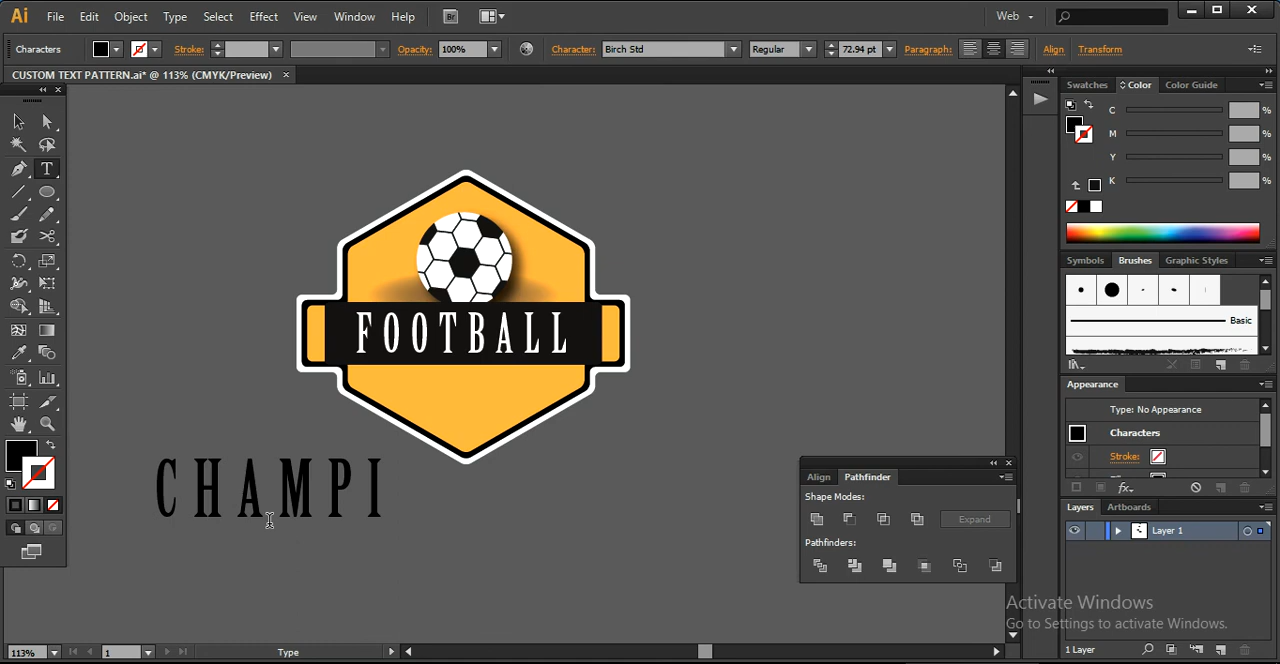 Ai File Edit Object Type Select Effect View Window Help Br Web
Characters Stroke: Opacity: 100% Character: Birch Std Regular 72.94 pt Paragraph: Align Transform
CUSTOM TEXT PATTERN.ai* @ 113% (CMYK/Preview)
Swatches Color Color Guide
C %
M %
Y %
K %
FOOTBALL
CHAMPI
Symbols Brushes Graphic Styles
Basic
Appearance
Type: No Appearance
Characters
Stroke:
fx
Align Pathfinder
Shape Modes:
Expand
Pathfinders:
Layers Artboards
Layer 1
Activate Windows
Go to Settings to activate Windows.
1 Layer
113% 1 Type